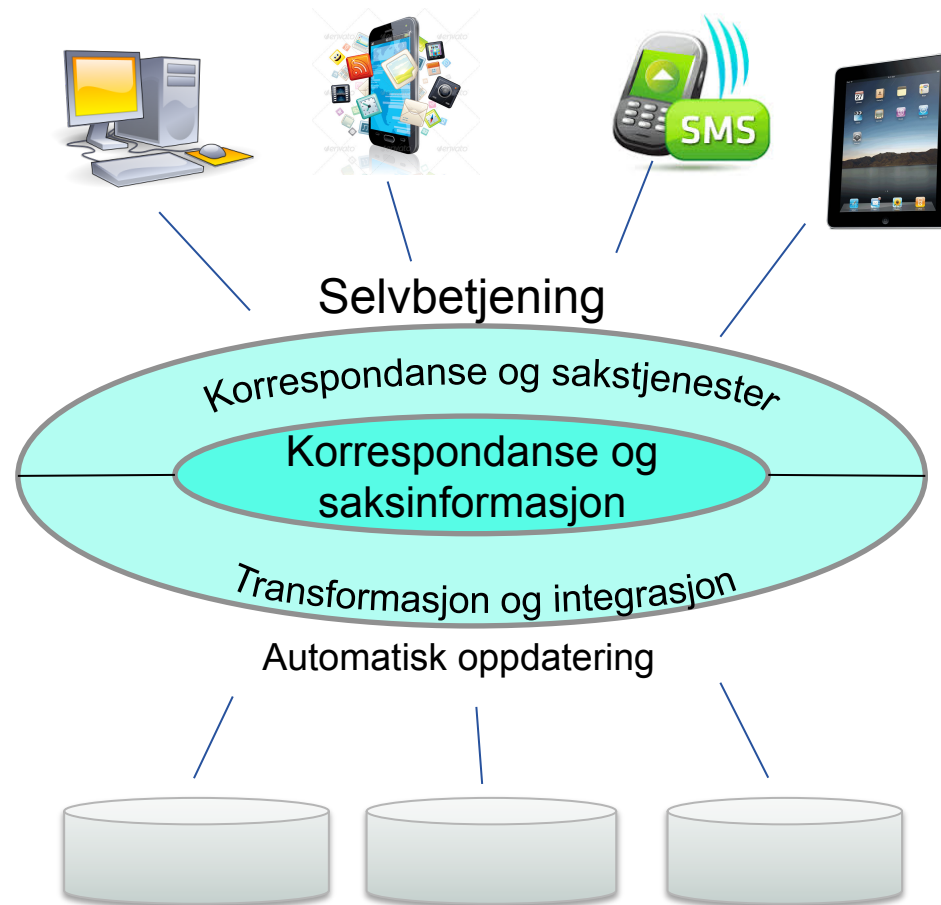 SMS
Selvbetjening
Korrespondanse og sakstjenester
Korrespondanse og
saksinformasjon
Transformasjon og integrasjon
Automatisk oppdatering